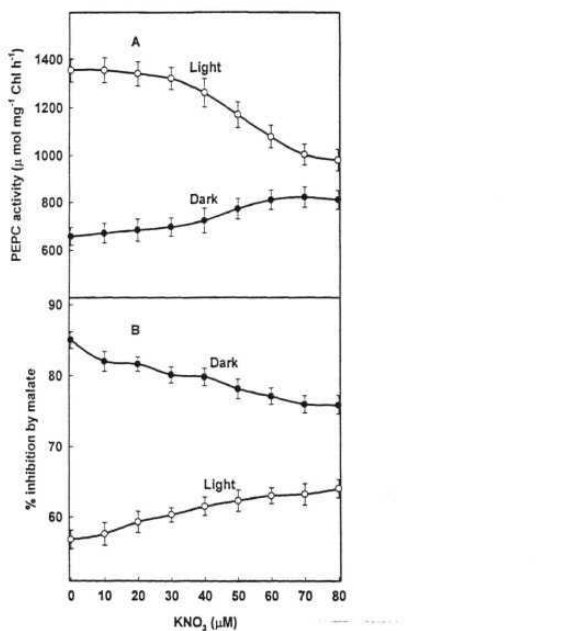 A
Light
Dark
PEPC activity (μ mol mg⁻¹ Chl h⁻¹)
1400
1200
1000
800
600
B
Dark
Light
% inhibition by malate
90
80
70
60
0 10 20 30 40 50 60 70 80
KNO₃ (μM)